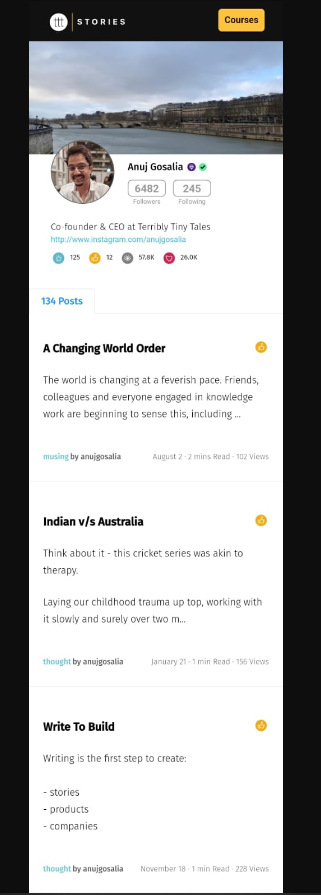 ttt STORIES
Courses
Anuj Gosalia
6482 245
Followers Following
Co-founder & CEO at Terribly Tiny Tales
http://www.instagram.com/anujgosalia
125 12 57.8K 26.0K
134 Posts
A Changing World Order
The world is changing at a feverish pace. Friends,
colleagues and everyone engaged in knowledge
work are beginning to sense this, including ...
musing by anujgosalia August 2 · 2 mins Read · 102 Views
Indian v/s Australia
Think about it - this cricket series was akin to
therapy.
Laying our childhood trauma up top, working with
it slowly and surely over two m...
thought by anujgosalia January 21 · 1 min Read · 156 Views
Write To Build
Writing is the first step to create:
- stories
- products
- companies
thought by anujgosalia November 18 · 1 min Read · 228 Views